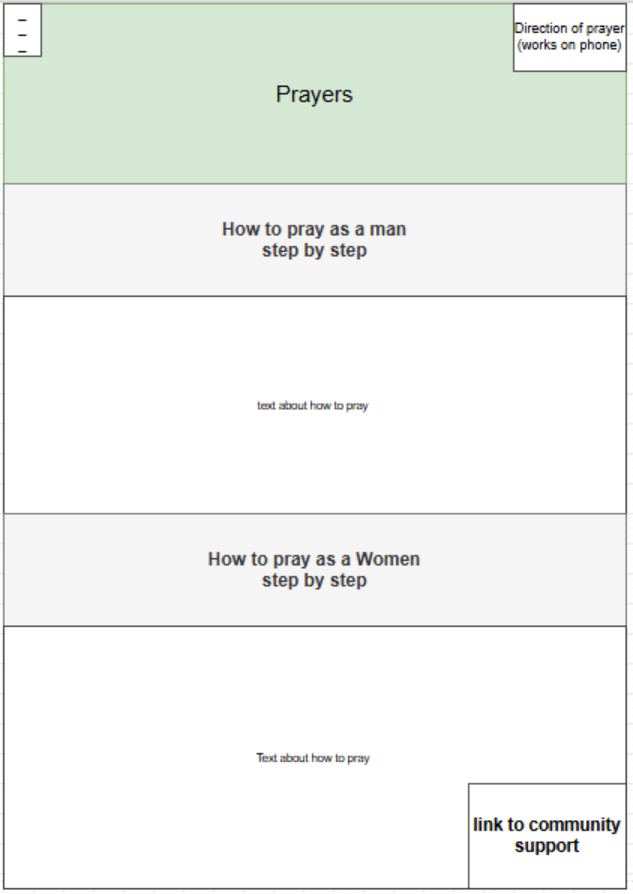 Direction of prayer
(works on phone)
Prayers
How to pray as a man
step by step
text about how to pray
How to pray as a Women
step by step
Text about how to pray
link to community
support